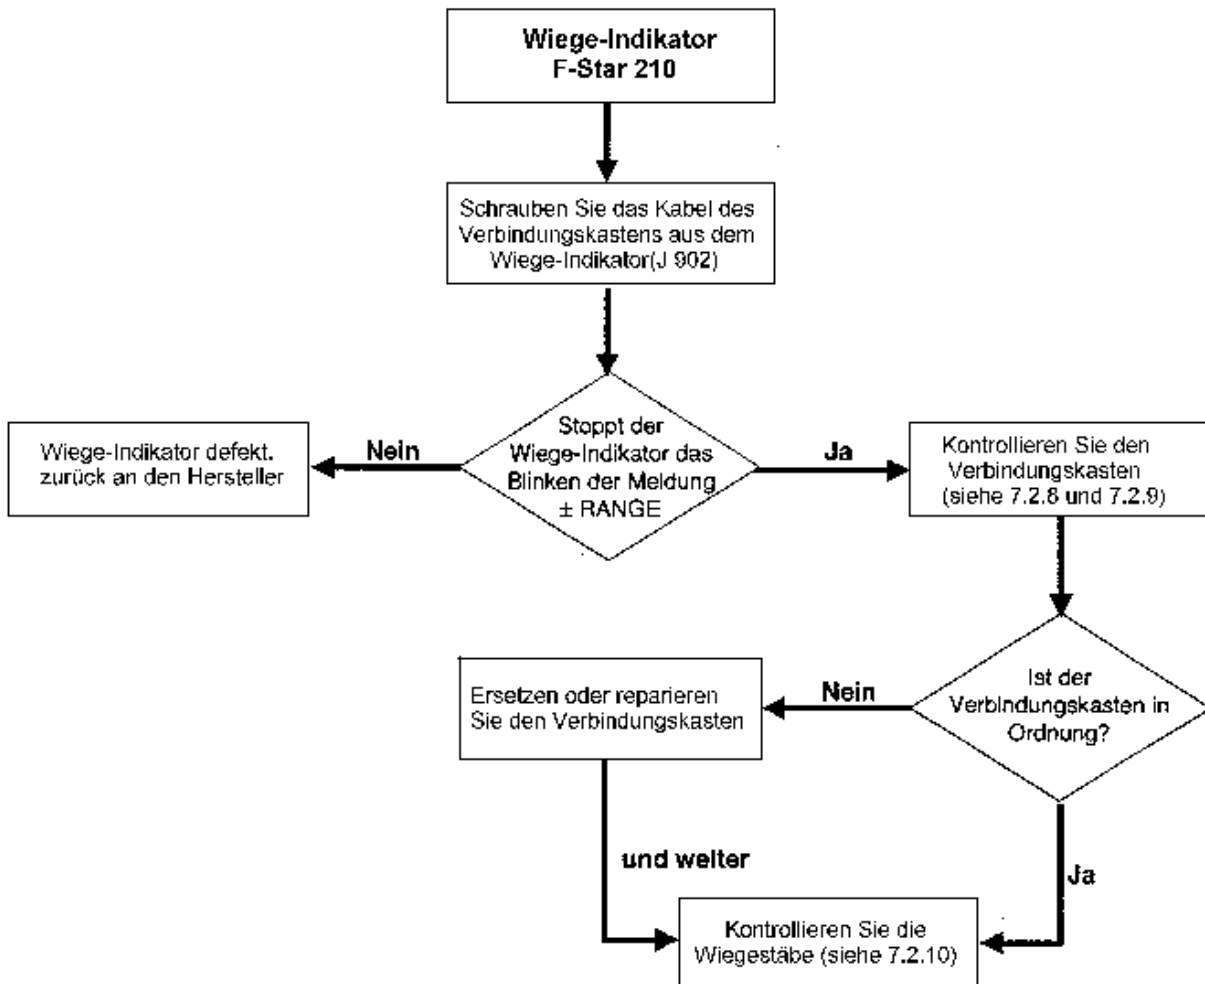 Wiege-Indikator
F-Star 210
Schrauben Sie das Kabel des
Verbindungskastens aus dem
Wiege-Indikator(J 902)
Stoppt der
Wiege-Indikator das
Blinken der Meldung
± RANGE
Nein
Wiege-Indikator defekt.
zurück an den Hersteller
Ja
Kontrollieren Sie den
Verbindungskasten
(siehe 7.2.8 und 7.2.9)
Ist der
Verbindungskasten in
Ordnung?
Nein
Ersetzen oder reparieren
Sie den Verbindungskasten
und weiter
Ja
Kontrollieren Sie die
Wiegestäbe (siehe 7.2.10)